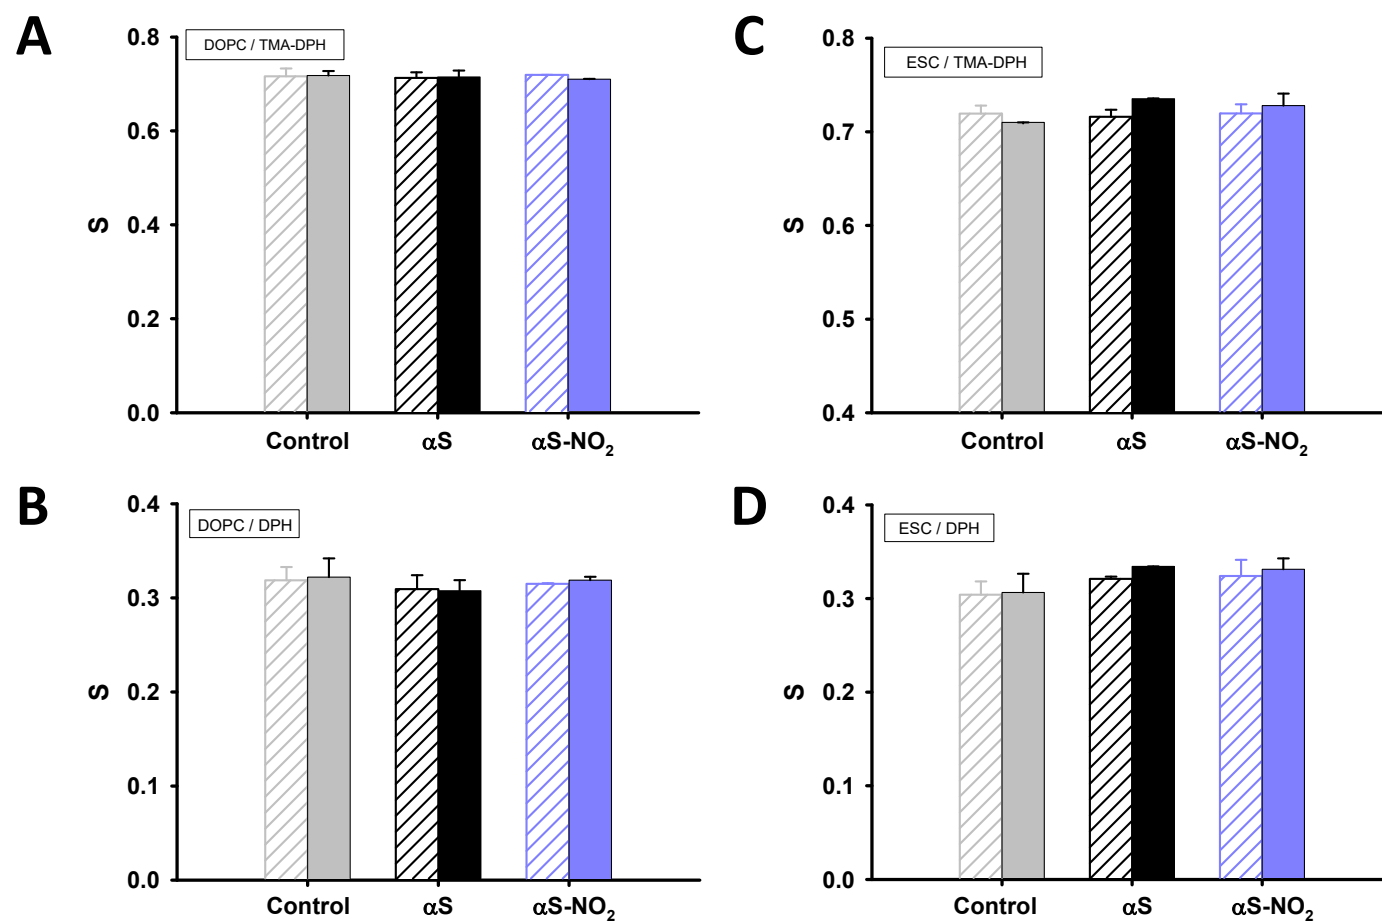 A
DOPC / TMA-DPH
0.8
0.6
0.4
0.2
0.0
S
Control
αS
αS-NO₂
C
ESC / TMA-DPH
0.8
0.7
0.6
0.5
0.4
S
Control
αS
αS-NO₂
B
DOPC / DPH
0.4
0.3
0.2
0.1
0.0
S
Control
αS
αS-NO₂
D
ESC / DPH
0.4
0.3
0.2
0.1
0.0
S
Control
αS
αS-NO₂